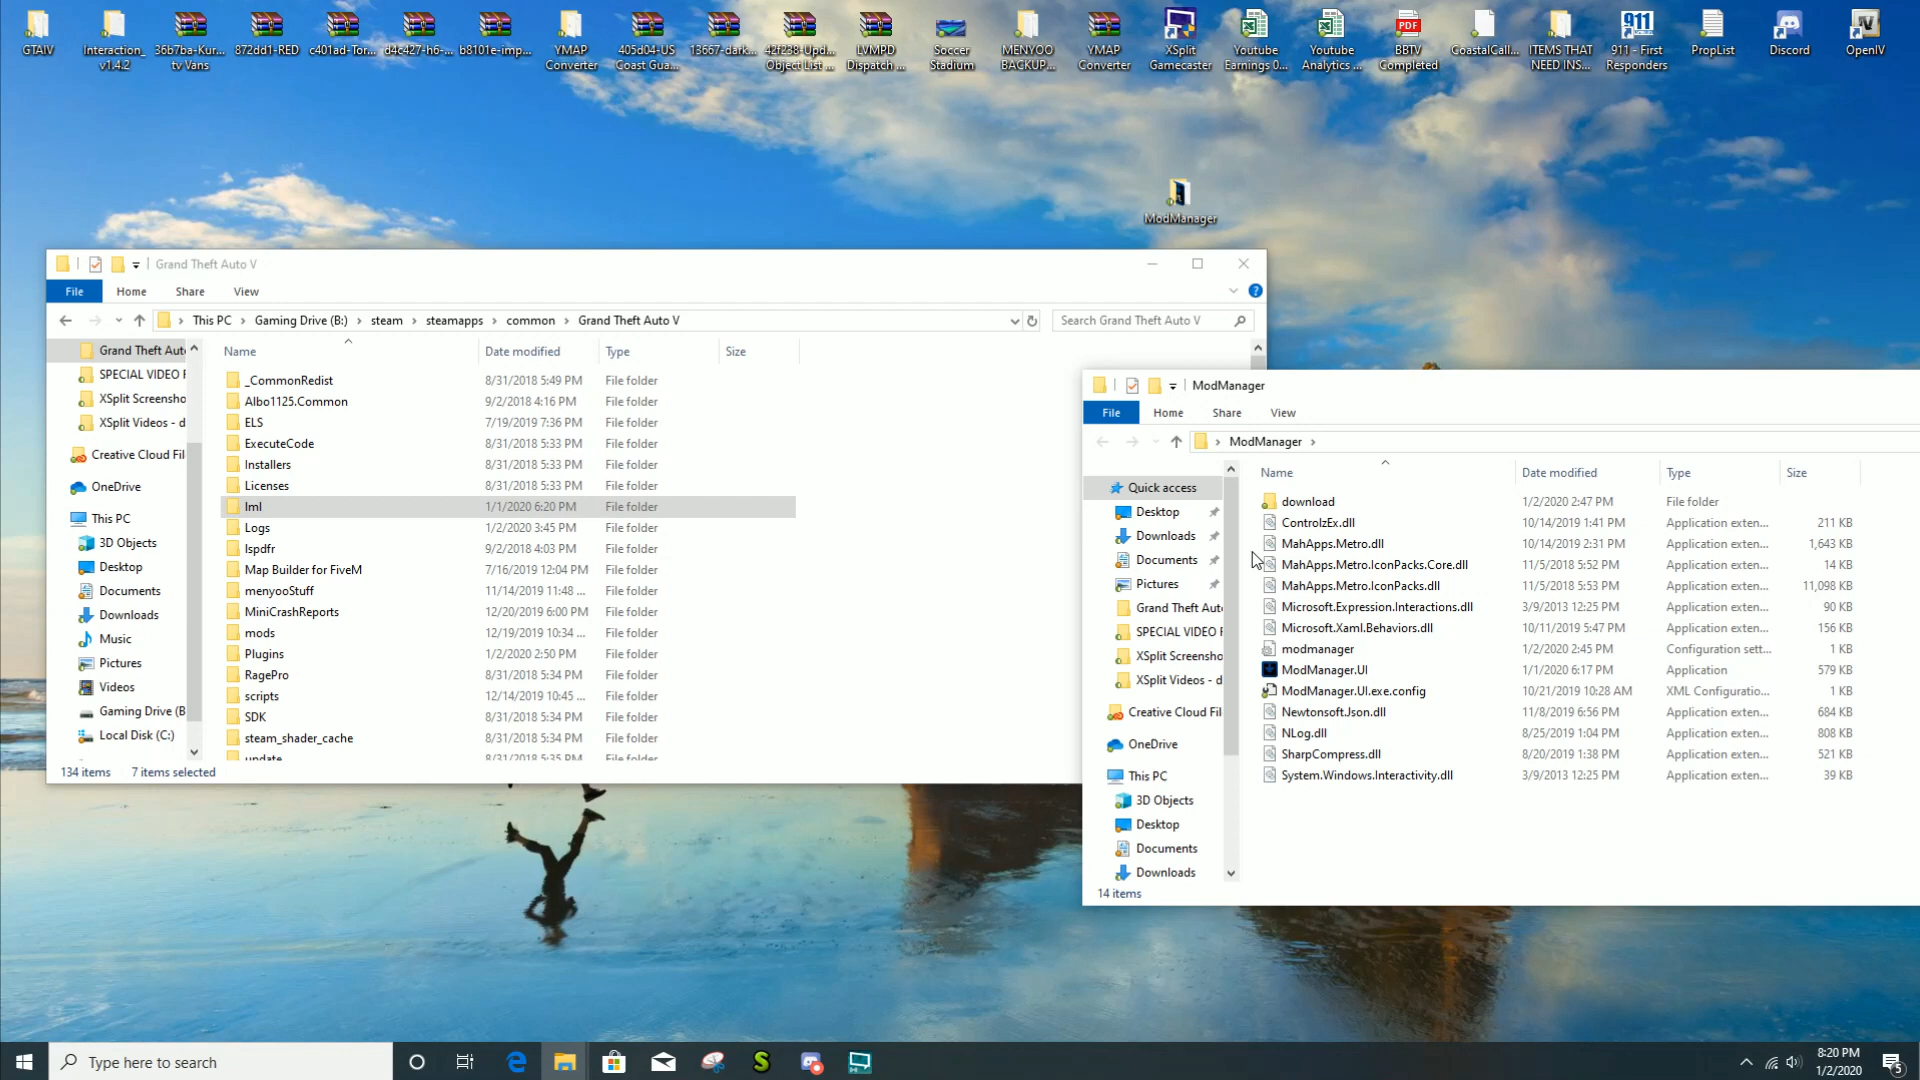 GTAIV
Interaction_
v1.4.2
36b7ba-Kur...
tv Vans
872dd1-RED
c401ad-Tor...
d4c427-h6-...
b8101e-imp...
YMAP
Converter
405d04-US
Coast Gua...
13667-dark...
42f238-Upd...
Object List ...
LVMPD
Dispatch ...
Soccer
Stadium
MENYOO
BACKUP...
YMAP
Converter
XSplit
Gamecaster
Youtube
Earnings 0...
Youtube
Analytics ...
BBTV
Completed
CoastalCall...
ITEMS THAT
NEED INS...
911 - First
Responders
PropList
Discord
OpenIV
ModManager
Grand Theft Auto V
File
Home
Share
View
This PC > Gaming Drive (B:) > steam > steamapps > common > Grand Theft Auto V
Search Grand Theft Auto V
Grand Theft Auto
SPECIAL VIDEO F
XSplit Screensho
XSplit Videos - d
Creative Cloud Fil
OneDrive
This PC
3D Objects
Desktop
Documents
Downloads
Music
Pictures
Videos
Gaming Drive (B
Local Disk (C:)
Name Date modified Type Size
_CommonRedist 8/31/2018 5:49 PM File folder
Albo1125.Common 9/2/2018 4:16 PM File folder
ELS 7/19/2019 7:36 PM File folder
ExecuteCode 8/31/2018 5:33 PM File folder
Installers 8/31/2018 5:33 PM File folder
Licenses 8/31/2018 5:33 PM File folder
lml 1/1/2020 6:20 PM File folder
Logs 1/2/2020 3:45 PM File folder
lspdfr 9/2/2018 4:03 PM File folder
Map Builder for FiveM 7/16/2019 12:04 PM File folder
menyooStuff 11/14/2019 11:48 ... File folder
MiniCrashReports 12/20/2019 6:00 PM File folder
mods 12/19/2019 10:34 ... File folder
Plugins 1/2/2020 2:50 PM File folder
RagePro 8/31/2018 5:34 PM File folder
scripts 12/14/2019 10:45 ... File folder
SDK 8/31/2018 5:34 PM File folder
steam_shader_cache 8/31/2018 5:34 PM File folder
update 8/31/2018 5:35 PM File folder
134 items 7 items selected
ModManager
File
Home
Share
View
ModManager >
Quick access
Desktop
Downloads
Documents
Pictures
Grand Theft Auto
SPECIAL VIDEO F
XSplit Screensho
XSplit Videos - d
Creative Cloud Fil
OneDrive
This PC
3D Objects
Desktop
Documents
Downloads
Name Date modified Type Size
download 1/2/2020 2:47 PM File folder
ControlzEx.dll 10/14/2019 1:41 PM Application exten... 211 KB
MahApps.Metro.dll 10/14/2019 2:31 PM Application exten... 1,643 KB
MahApps.Metro.IconPacks.Core.dll 11/5/2018 5:52 PM Application exten... 14 KB
MahApps.Metro.IconPacks.dll 11/5/2018 5:53 PM Application exten... 11,098 KB
Microsoft.Expression.Interactions.dll 3/9/2013 12:25 PM Application exten... 90 KB
Microsoft.Xaml.Behaviors.dll 10/11/2019 5:47 PM Application exten... 156 KB
modmanager 1/2/2020 2:45 PM Configuration sett... 1 KB
ModManager.UI 1/1/2020 6:17 PM Application 579 KB
ModManager.UI.exe.config 10/21/2019 10:28 AM XML Configuratio... 1 KB
Newtonsoft.Json.dll 11/8/2019 6:56 PM Application exten... 684 KB
NLog.dll 8/25/2019 1:04 PM Application exten... 808 KB
SharpCompress.dll 8/20/2019 1:38 PM Application exten... 521 KB
System.Windows.Interactivity.dll 3/9/2013 12:25 PM Application exten... 39 KB
14 items
Type here to search
8:20 PM
1/2/2020
5